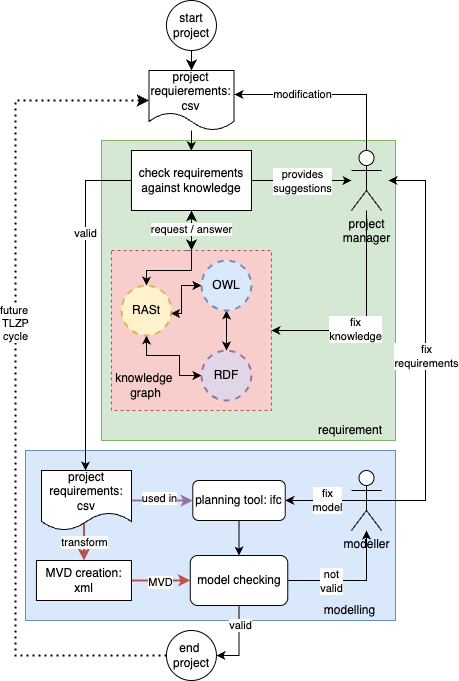 start
project
project
requierements:
csv
modification
check requirements
against knowledge
provides
suggestions
project
manager
valid
request / answer
OWL
RASt
RDF
knowledge
graph
fix
knowledge
future
TLZP
cycle
fix
requirements
requirement
project
requirements:
csv
used in
planning tool: ifc
fix
model
modeller
transform
MVD creation:
xml
MVD
model checking
not
valid
modelling
valid
end
project